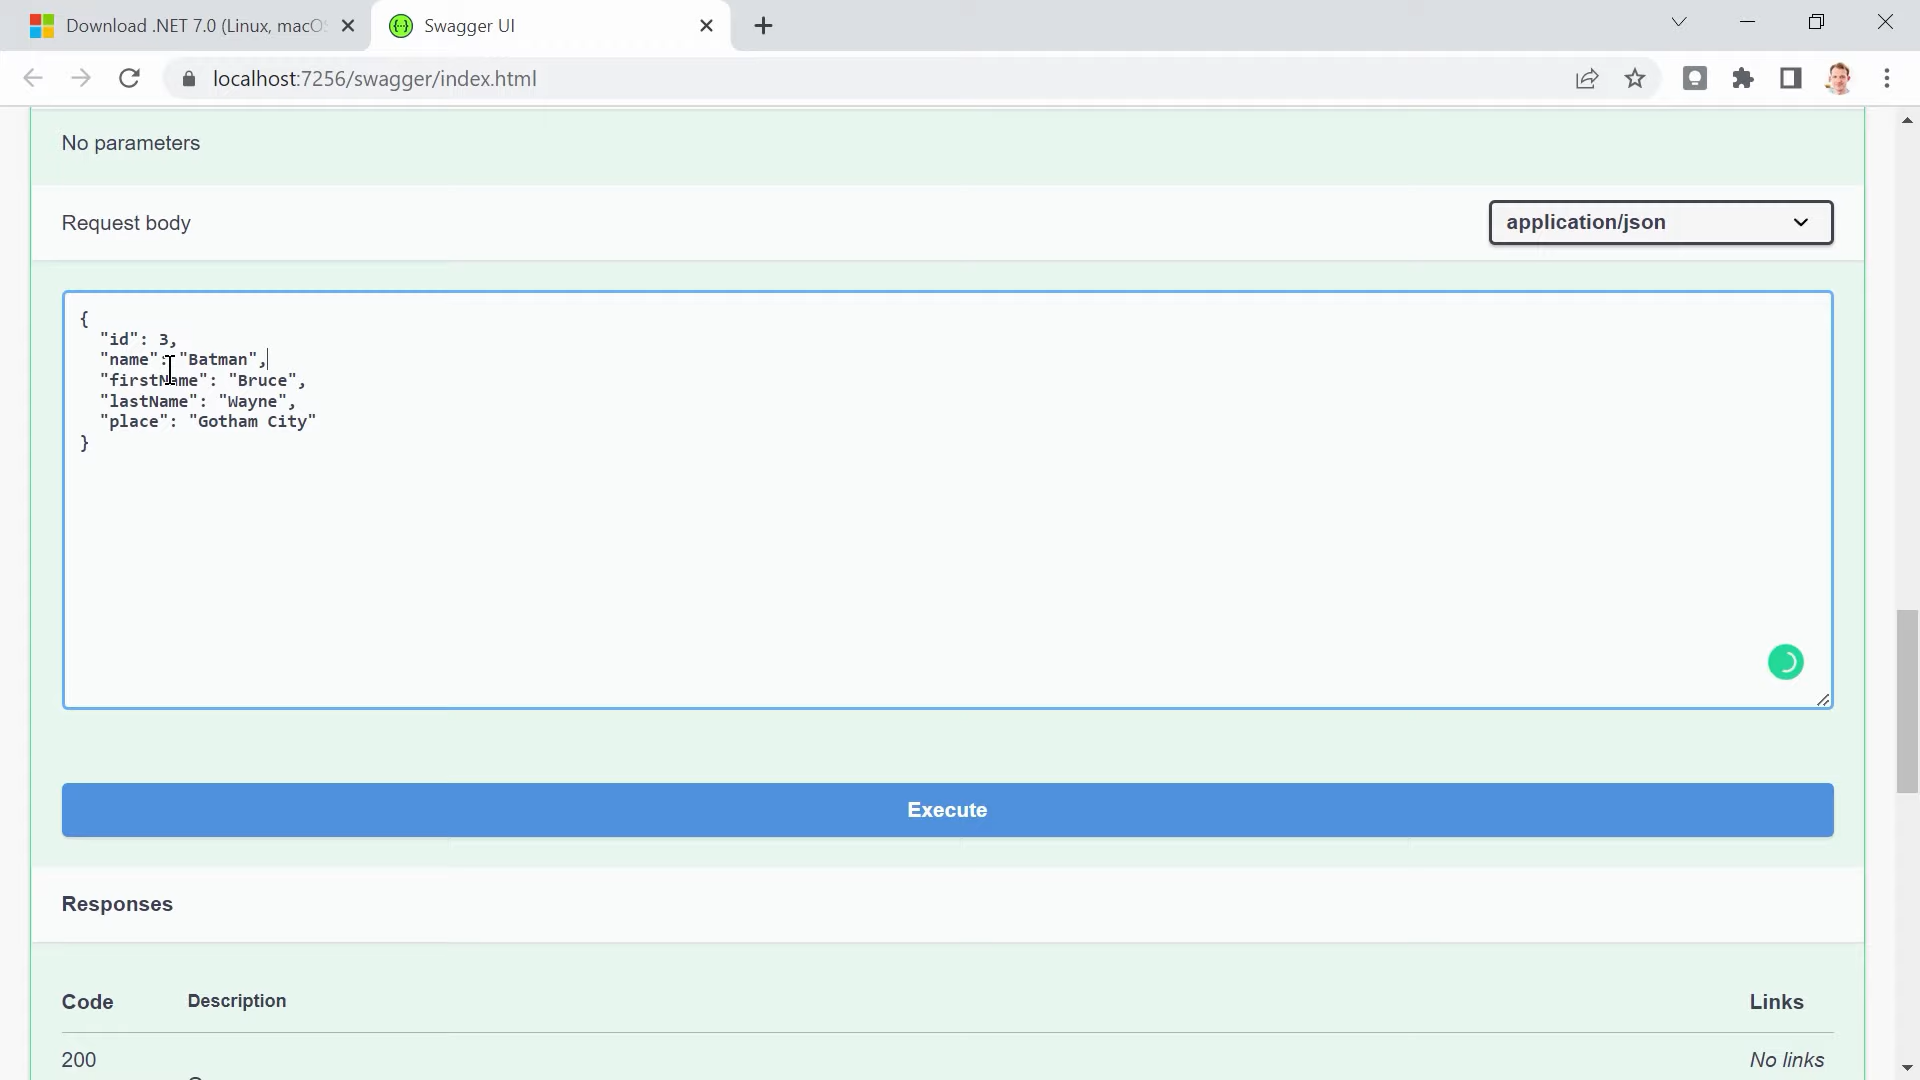 Download .NET 7.0 (Linux, macO
Swagger UI
localhost:7256/swagger/index.html
No parameters
Request body
application/json
{
"id": 3,
"name": "Batman",
"firstName": "Bruce",
"lastName": "Wayne",
"place": "Gotham City"
}
Execute
Responses
Code Description Links
200 No links